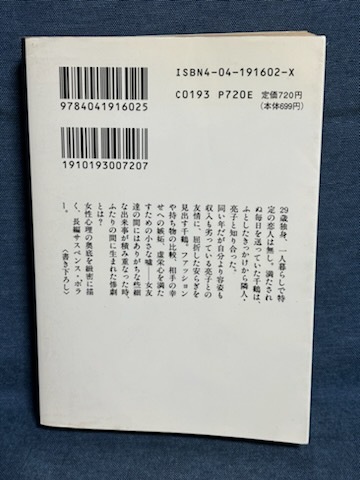 ISBN4-04-191602-X
C0193 P720E 定価720円
(本体699円)
9784041916025
1910193007207
29歳独身、一人暮らしで特
定の恋人は無し。満たされ
ぬ毎日を送っていた千鶴は、
ふとしたきっかけから隣人・
亮子と知り合った。
同い年だが自分より容姿も
収入も劣っている亮子との
友情に、屈折した安らぎを
見出す千鶴。ファッション
や持ち物の比較、相手の幸
せへの嫉妬、虚栄心を満た
すための小さな嘘──女友
達の間にはありがちな些細
な出来事が積み重なった時、
ふたりの間に生まれた惨劇
とは？
女性心理の奥底を緻密に描
く、長編サスペンス・ホラ
ー。〈書き下ろし〉